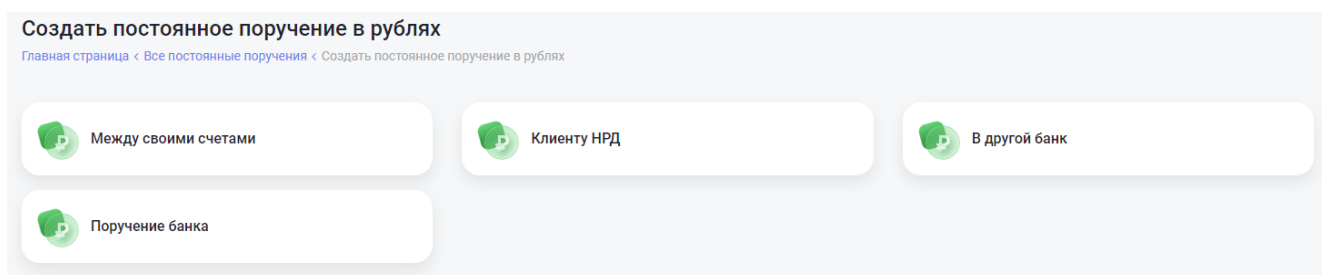 Создать постоянное поручение в рублях
Главная страница < Все постоянные поручения < Создать постоянное поручение в рублях
Между своими счетами
Клиенту НРД
В другой банк
Поручение банка